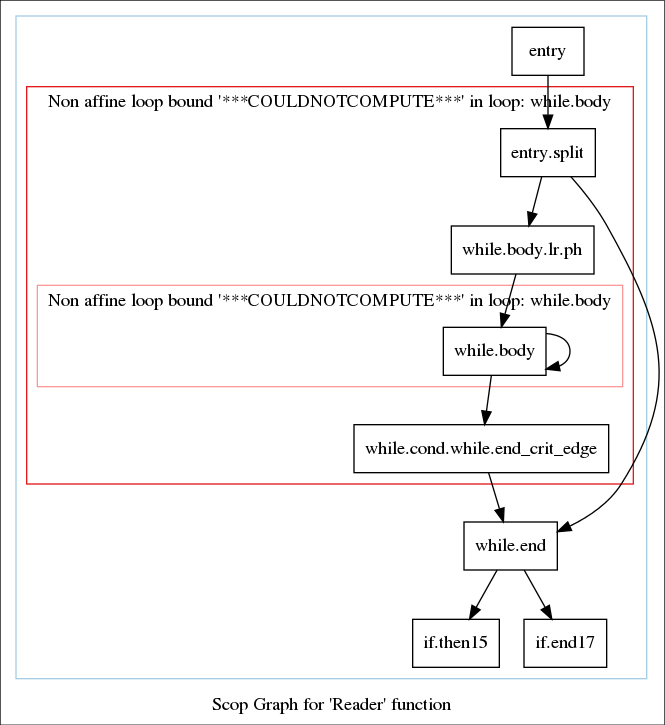 entry
Non affine loop bound '***COULDNOTCOMPUTE***' in loop: while.body
entry.split
while.body.lr.ph
Non affine loop bound '***COULDNOTCOMPUTE***' in loop: while.body
while.body
while.cond.while.end_crit_edge
while.end
if.then15
if.end17
Scop Graph for 'Reader' function